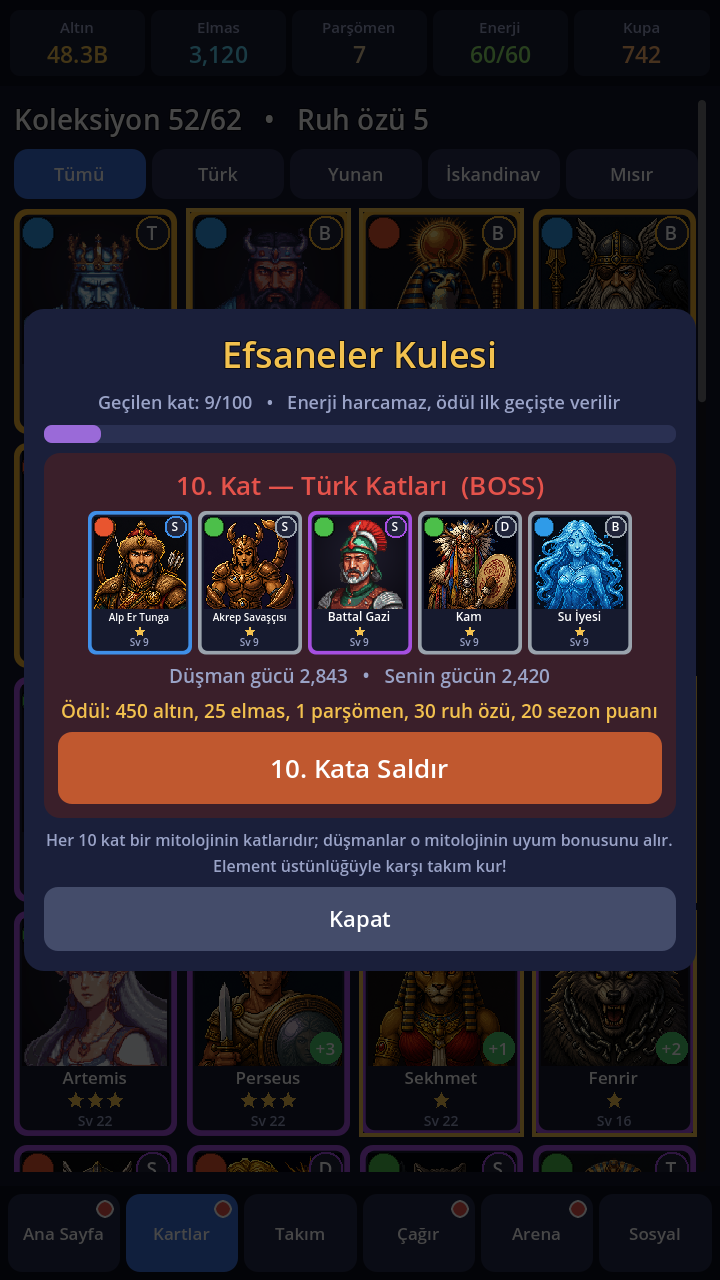 Altın
Elmas
Parşömen
Enerji
Kupa
48.3B
3,120
7
60/60
742
Koleksiyon 52/62 • Ruh özü 5
Tümü
Türk
Yunan
İskandinav
Mısır
T
B
B
B
Efsaneler Kulesi
Geçilen kat: 9/100 • Enerji harcamaz, ödül ilk geçişte verilir
10. Kat — Türk Katları (BOSS)
S
S
S
D
B
Alp Er Tunga
Akrep Savaşçısı
Battal Gazi
Kam
Su İyesi
Sv 9
Sv 9
Sv 9
Sv 9
Sv 9
Düşman gücü 2,843 • Senin gücün 2,420
Ödül: 450 altın, 25 elmas, 1 parşömen, 30 ruh özü, 20 sezon puanı
10. Kata Saldır
Her 10 kat bir mitolojinin katlarıdır; düşmanlar o mitolojinin uyum bonusunu alır.
Element üstünlüğüyle karşı takım kur!
Kapat
+3
+1
+2
Artemis
Perseus
Sekhmet
Fenrir
Sv 22
Sv 22
Sv 22
Sv 16
S
D
S
T
Ana Sayfa
Kartlar
Takım
Çağır
Arena
Sosyal